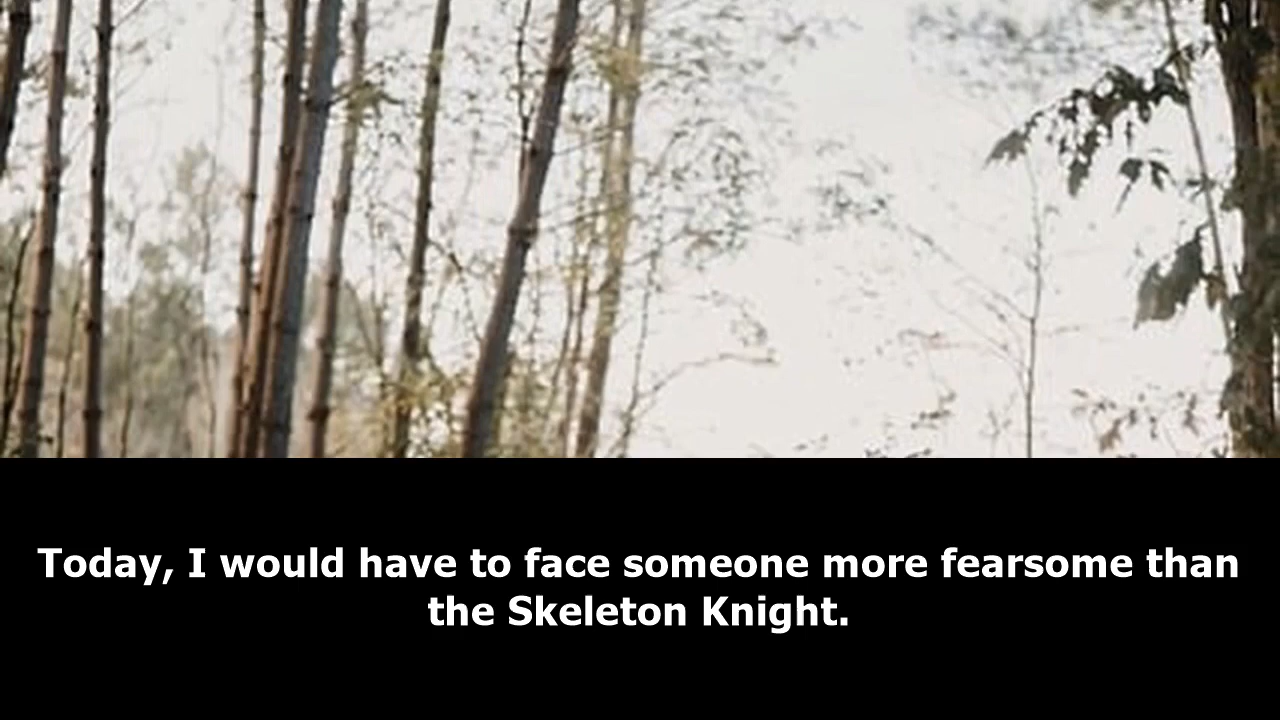 Today, I would have to face someone more fearsome than
the Skeleton Knight.